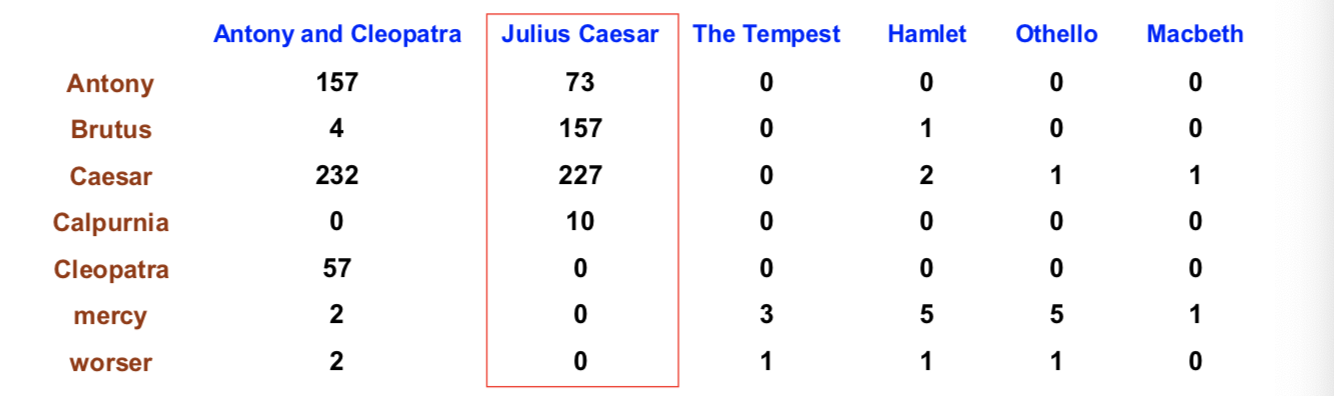 Antony and Cleopatra Julius Caesar The Tempest Hamlet Othello Macbeth
Antony 157 73 0 0 0 0
Brutus 4 157 0 1 0 0
Caesar 232 227 0 2 1 1
Calpurnia 0 10 0 0 0 0
Cleopatra 57 0 0 0 0 0
mercy 2 0 3 5 5 1
worser 2 0 1 1 1 0